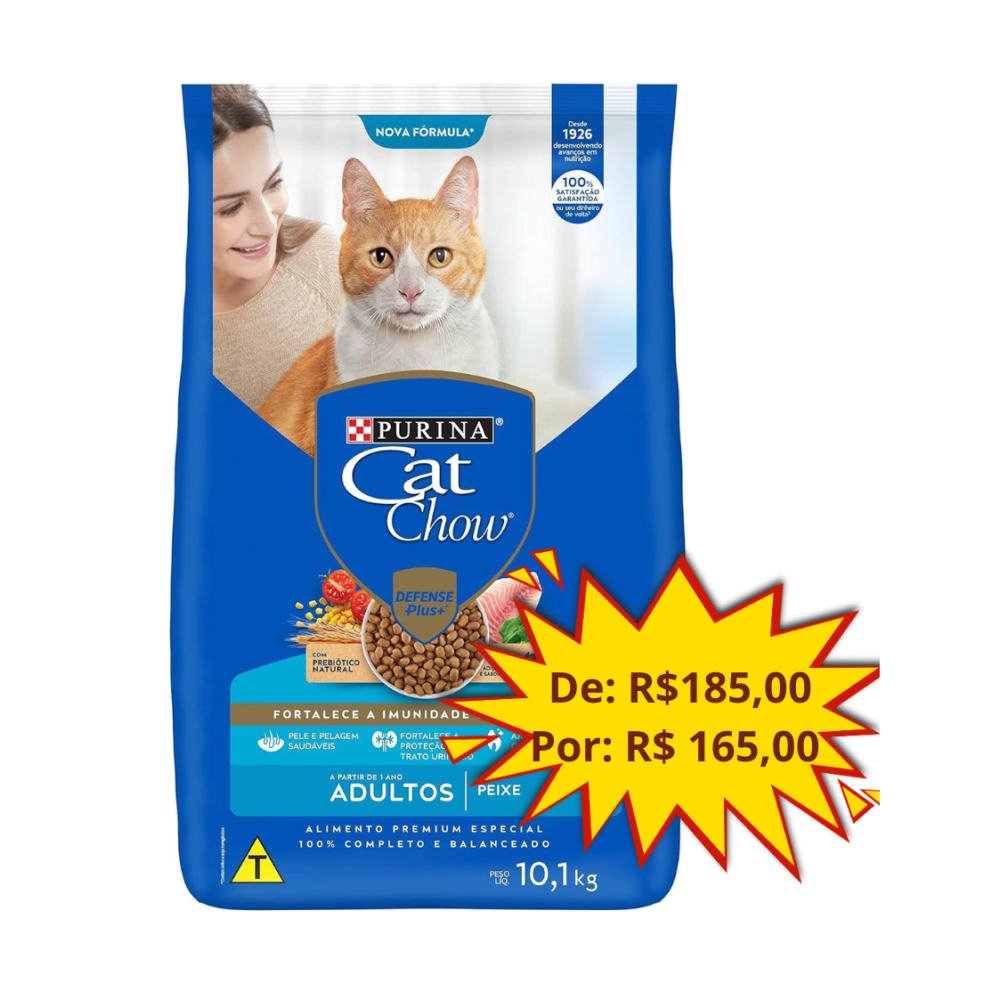 NOVA FÓRMULA*
Desde
1926
desenvolvendo
avanços em
nutrição
100%
SATISFAÇÃO
GARANTIDA
ou seu dinheiro
de volta³
PURINA®
Cat
Chow®
DEFENSE
Plus+
COM
PREBIÓTICO
NATURAL
FORTALECE A IMUNIDADE
PELE E PELAGEM
SAUDÁVEIS
FORTALECE A
PROTEÇÃO
TRATO
A PARTIR DE 1 ANO
ADULTOS | PEIXE
ALIMENTO PREMIUM ESPECIAL
100% COMPLETO E BALANCEADO
T
PESO
LÍQ.
10,1kg
De: R$185,00
Por: R$ 165,00